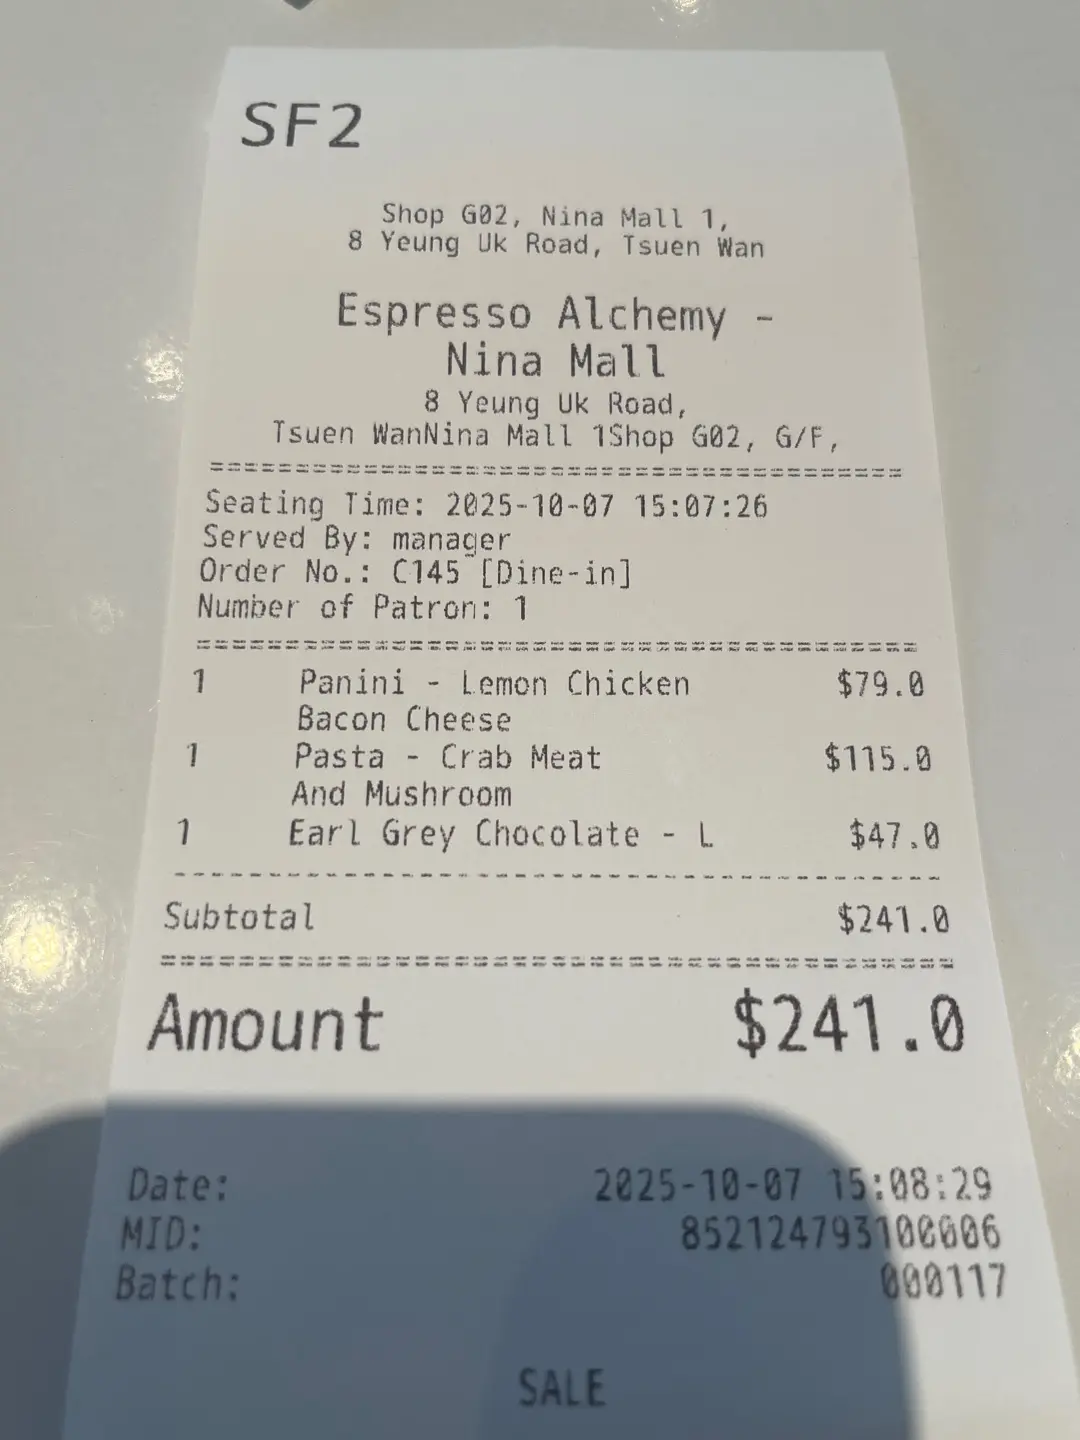 SF2
Shop G02, Nina Mall 1,
8 Yeung Uk Road, Tsuen Wan
Espresso Alchemy -
Nina Mall
8 Yeung Uk Road,
Tsuen WanNina Mall 1Shop G02, G/F,
Seating Time: 2025-10-07 15:07:26
Served By: manager
Order No.: C145 [Dine-in]
Number of Patron: 1
1 Panini - Lemon Chicken $79.0
Bacon Cheese
1 Pasta - Crab Meat $115.0
And Mushroom
1 Earl Grey Chocolate - L $47.0
Subtotal $241.0
Amount $241.0
Date: 2025-10-07 15:08:29
MID: 852124793100006
Batch: 000117
SALE